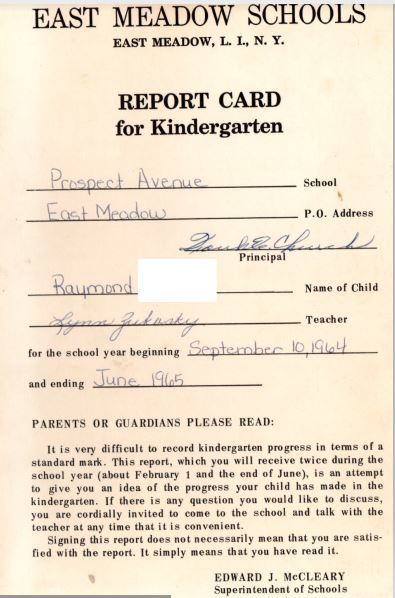 EAST MEADOW SCHOOLS
EAST MEADOW, L. I., N. Y.
REPORT CARD
for Kindergarten
Prospect Avenue School
East Meadow P.O. Address
Church
Principal
Raymond Name of Child
Lynn Zukosky Teacher
for the school year beginning September 10, 1964
and ending June 1965
PARENTS OR GUARDIANS PLEASE READ:
It is very difficult to record kindergarten progress in terms of a
standard mark. This report, which you will receive twice during the
school year (about February 1 and the end of June), is an attempt
to give you an idea of the progress your child has made in the
kindergarten. If there is any question you would like to discuss,
you are cordially invited to come to the school and talk with the
teacher at any time that it is convenient.
Signing this report does not necessarily mean that you are satis-
fied with the report. It simply means that you have read it.
EDWARD J. McCLEARY
Superintendent of Schools